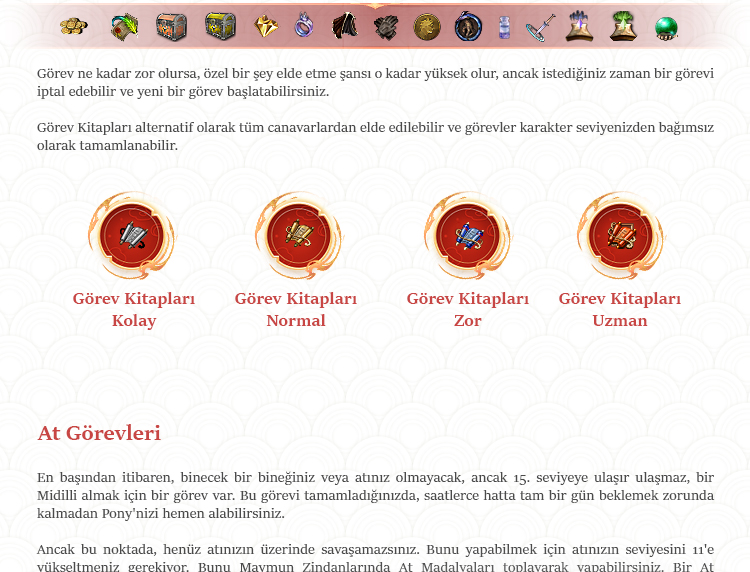 Görev ne kadar zor olursa, özel bir şey elde etme şansı o kadar yüksek olur, ancak istediğiniz zaman bir görevi
iptal edebilir ve yeni bir görev başlatabilirsiniz.
Görev Kitapları alternatif olarak tüm canavarlardan elde edilebilir ve görevler karakter seviyenizden bağımsız
olarak tamamlanabilir.
Görev Kitapları
Kolay
Görev Kitapları
Normal
Görev Kitapları
Zor
Görev Kitapları
Uzman
At Görevleri
En başından itibaren, binecek bir bineğiniz veya atınız olmayacak, ancak 15. seviyeye ulaşır ulaşmaz, bir
Midilli almak için bir görev var. Bu görevi tamamladığınızda, saatlerce hatta tam bir gün beklemek zorunda
kalmadan Pony'nizi hemen alabilirsiniz.
Ancak bu noktada, henüz atınızın üzerinde savaşamazsınız. Bunu yapabilmek için atınızın seviyesini 11'e
yükseltmeniz gerekiyor. Bunu Maymun Zindanlarında At Madalyaları toplayarak yapabilirsiniz. Bir At